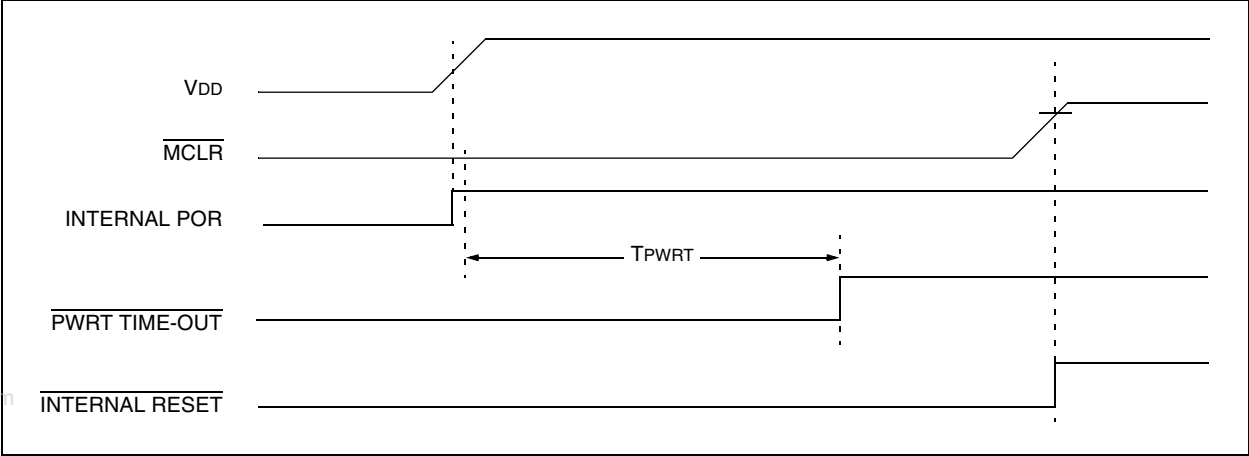 VDD
MCLR
INTERNAL POR
TPWRT
PWRT TIME-OUT
m INTERNAL RESET